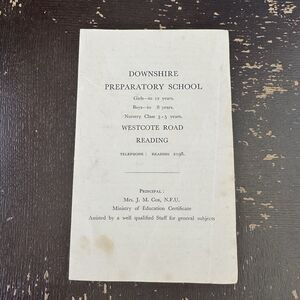 DOWNSHIRE
PREPARATORY SCHOOL
Girls—to 12 years.
Boys—to 8 years.
Nursery Class 3-5 years.
WESTCOTE ROAD
READING
TELEPHONE: READING 2098.
PRINCIPAL:
Mrs. J. M. Cox, N.F.U.
Ministry of Education Certificate
Assisted by a well qualified Staff for general subjects